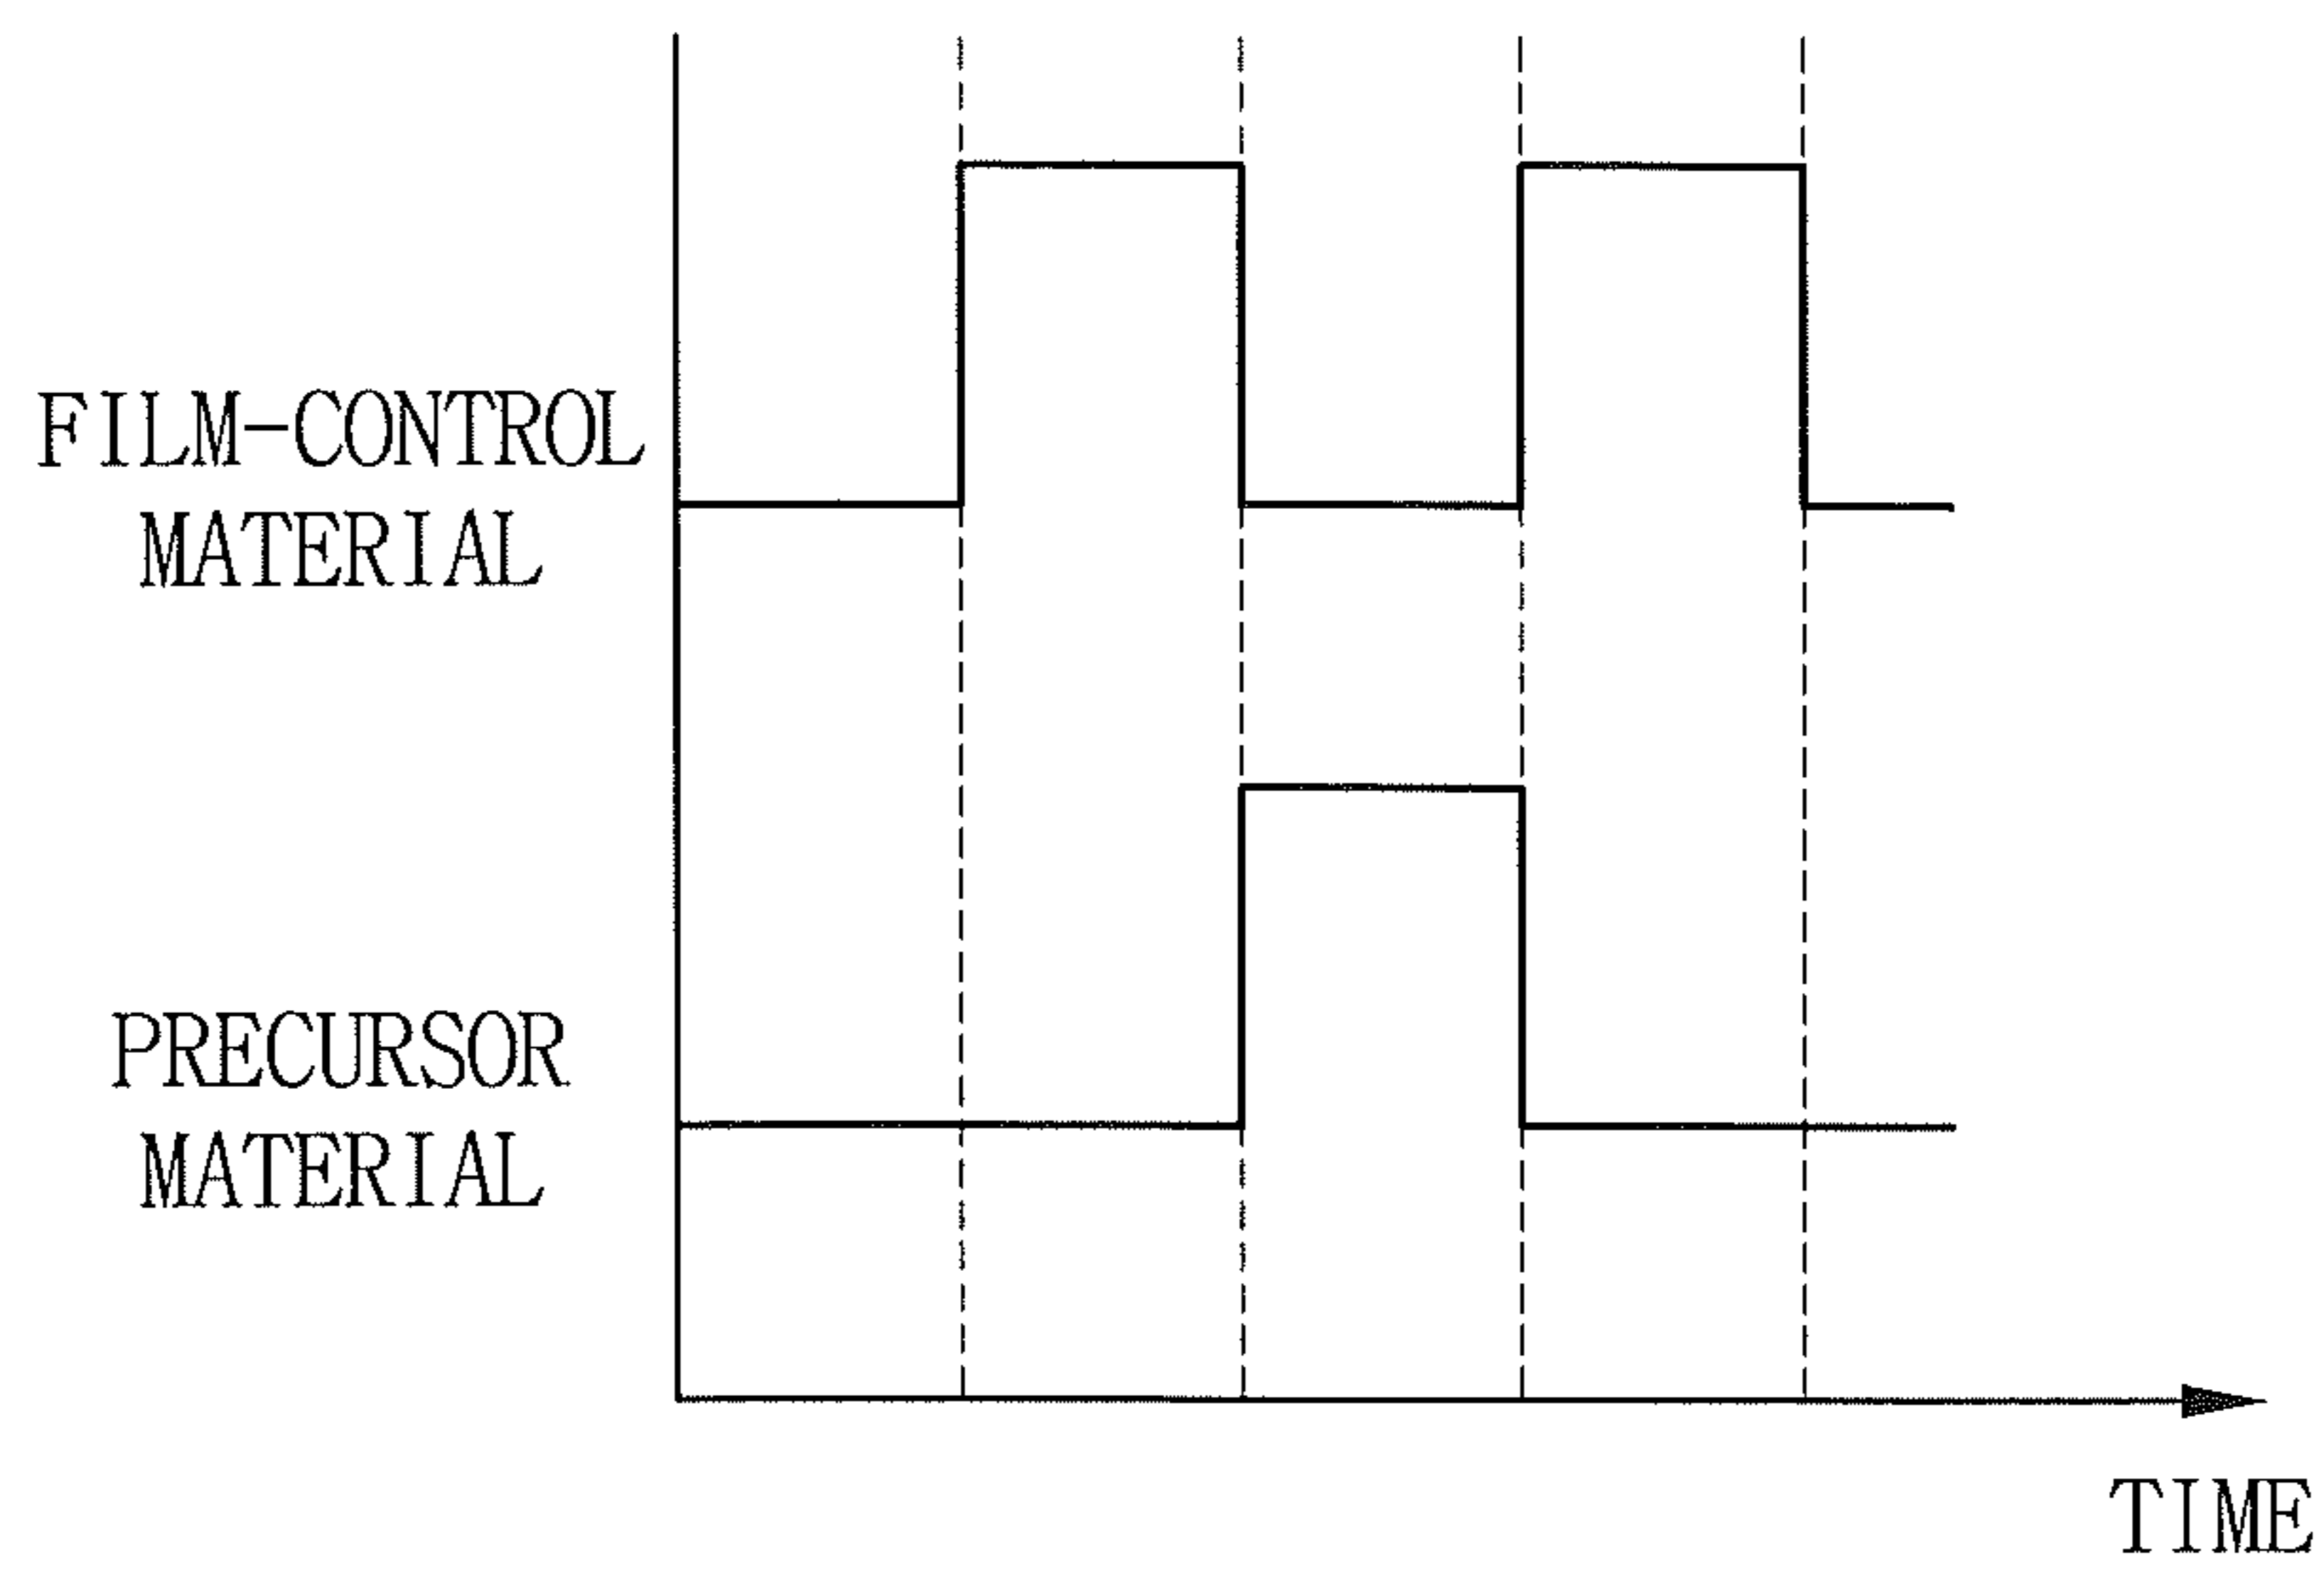 FILM-CONTROL
MATERIAL
PRECURSOR
MATERIAL
TIME